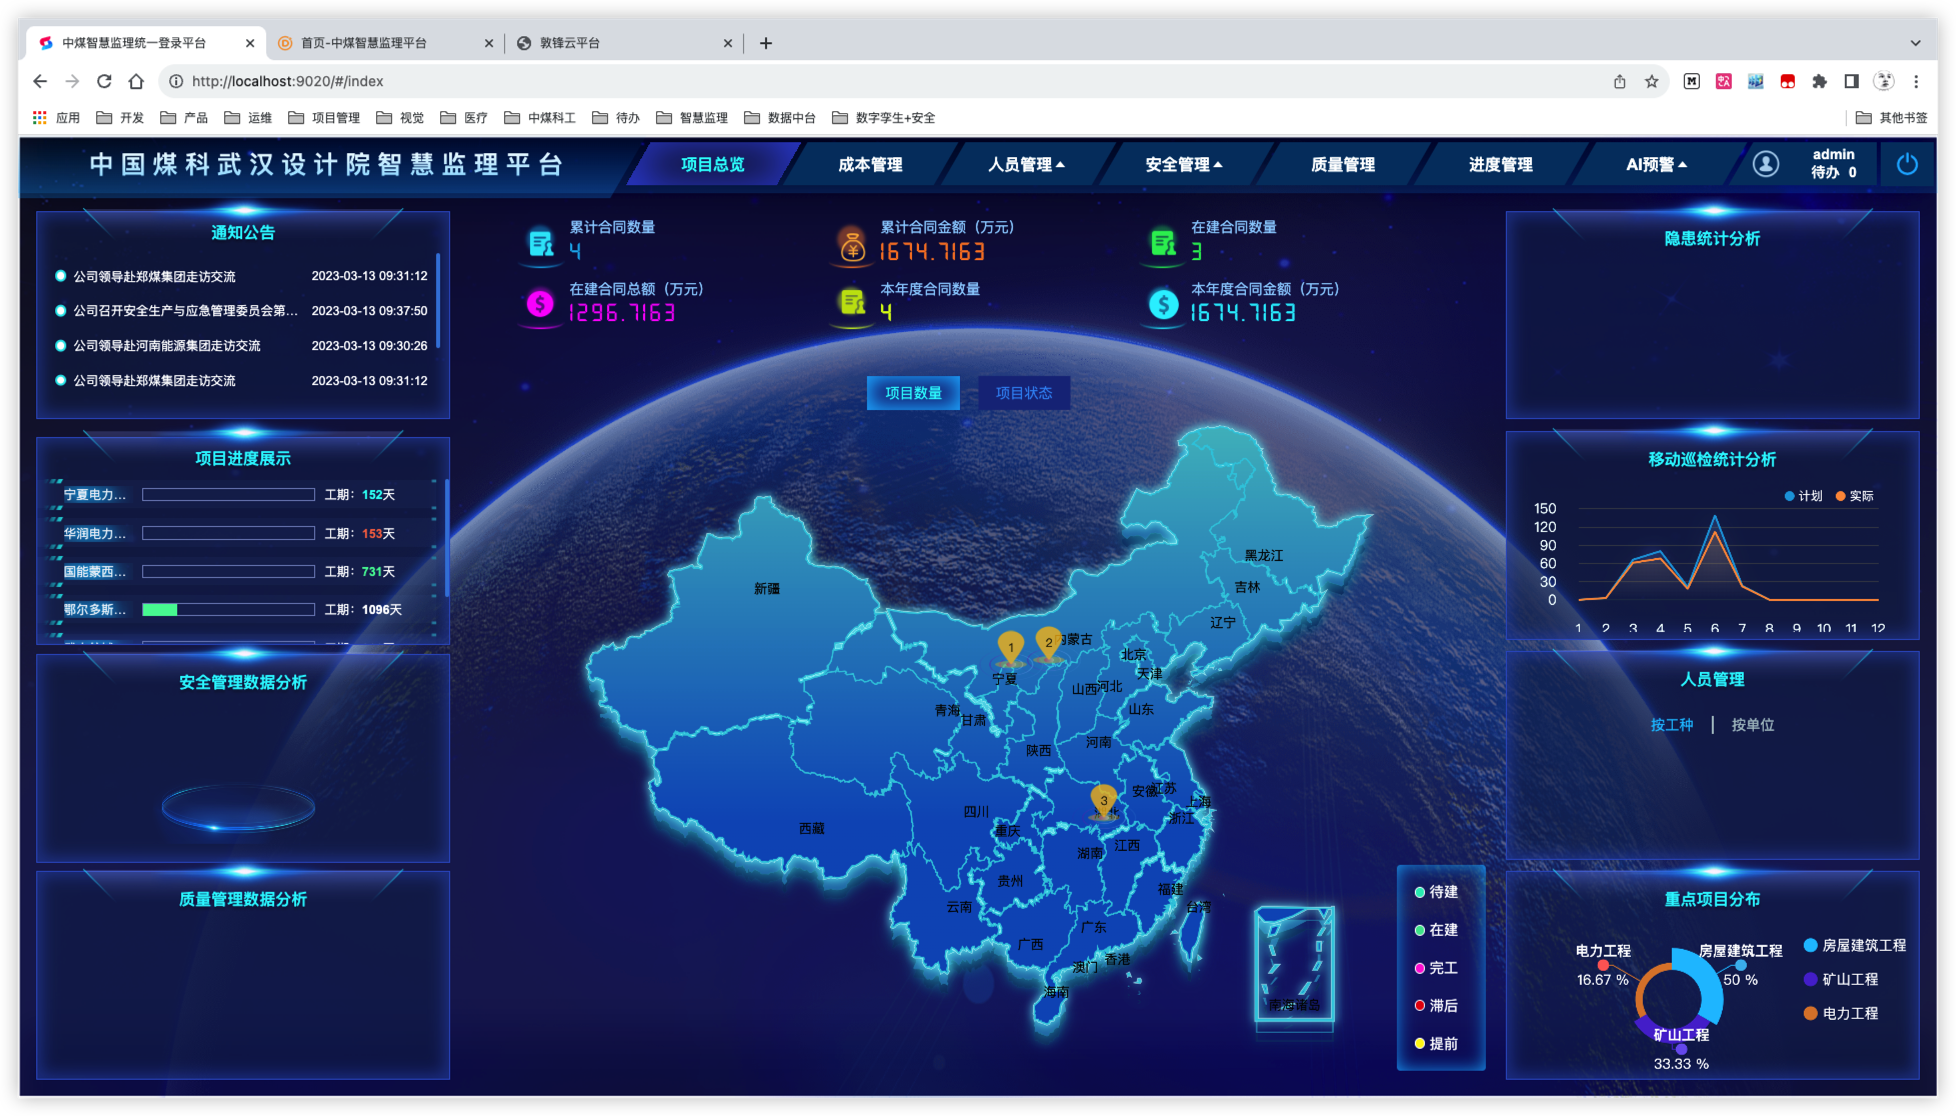 中煤智慧监理统一登录平台
首页-中煤智慧监理平台
敦锋云平台
http://localhost:9020/#/index
应用 开发 产品 运维 项目管理 视觉 医疗 中煤科工 待办 智慧监理 数据中台 数字孪生+安全 其他书签
中国煤科武汉设计院智慧监理平台
项目总览 成本管理 人员管理 安全管理 质量管理 进度管理 AI预警
admin
待办 0
通知公告
公司领导赴郑煤集团走访交流 2023-03-13 09:31:12
公司召开安全生产与应急管理委员会第... 2023-03-13 09:37:50
公司领导赴河南能源集团走访交流 2023-03-13 09:30:26
公司领导赴郑煤集团走访交流 2023-03-13 09:31:12
项目进度展示
宁夏电力... 工期：152天
华润电力... 工期：153天
国能蒙西... 工期：731天
鄂尔多斯... 工期：1096天
安全管理数据分析
质量管理数据分析
累计合同数量
4
累计合同金额（万元）
1674.7163
在建合同数量
3
在建合同总额（万元）
1296.7163
本年度合同数量
4
本年度合同金额（万元）
1674.7163
项目数量 项目状态
黑龙江
吉林
新疆
辽宁
1
2
内蒙古
北京
天津
宁夏
山西
河北
青海
甘肃
山东
陕西
河南
安徽
江苏
3
上海
四川
浙江
西藏
重庆
湖南
江西
贵州
福建
云南
台湾
广东
广西
香港
澳门
海南
南海诸岛
待建
在建
完工
滞后
提前
隐患统计分析
移动巡检统计分析
计划 实际
150
120
90
60
30
0
1 2 3 4 5 6 7 8 9 10 11 12
人员管理
按工种 | 按单位
重点项目分布
电力工程
16.67 %
房屋建筑工程
50 %
矿山工程
33.33 %
房屋建筑工程
矿山工程
电力工程